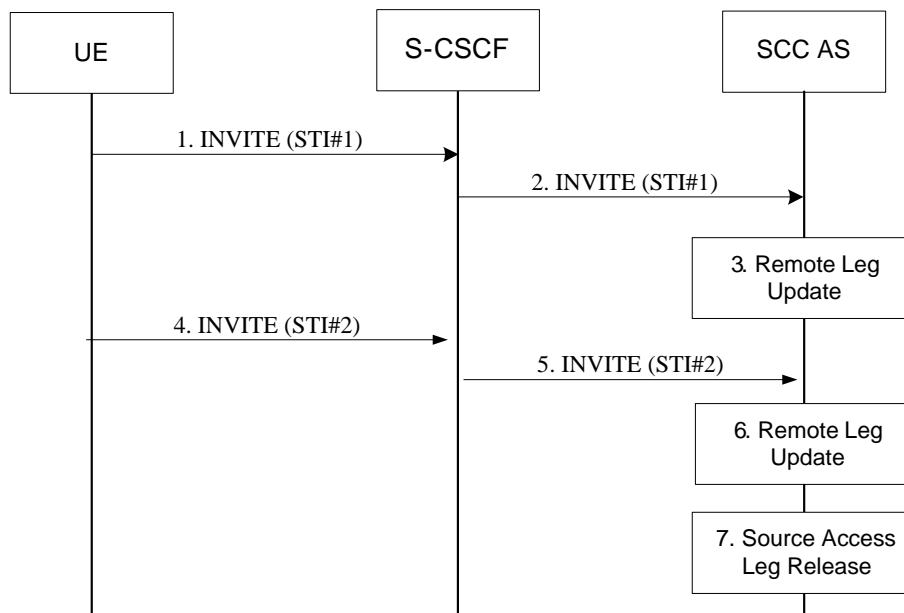 UE
S-CSCF
SCC AS
1. INVITE (STI#1)
2. INVITE (STI#1)
3. Remote Leg
Update
4. INVITE (STI#2)
5. INVITE (STI#2)
6. Remote Leg
Update
7. Source Access
Leg Release